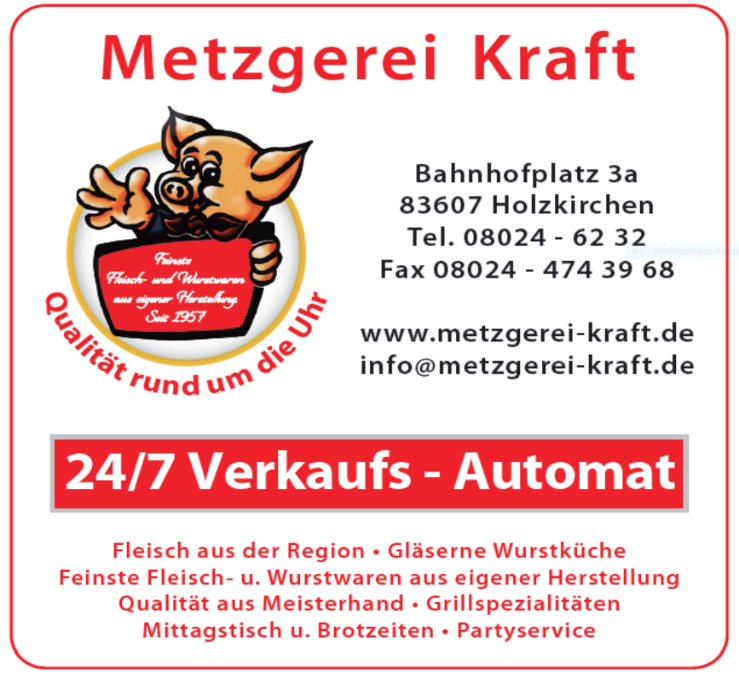 Metzgerei Kraft
Feinste
Fleisch- und Wurstwaren
aus eigener Herstellung.
Seit 1957
Qualität rund um die Uhr
Bahnhofplatz 3a
83607 Holzkirchen
Tel. 08024 - 62 32
Fax 08024 - 474 39 68
www.metzgerei-kraft.de
info@metzgerei-kraft.de
24/7 Verkaufs - Automat
Fleisch aus der Region • Gläserne Wurstküche
Feinste Fleisch- u. Wurstwaren aus eigener Herstellung
Qualität aus Meisterhand • Grillspezialitäten
Mittagstisch u. Brotzeiten • Partyservice